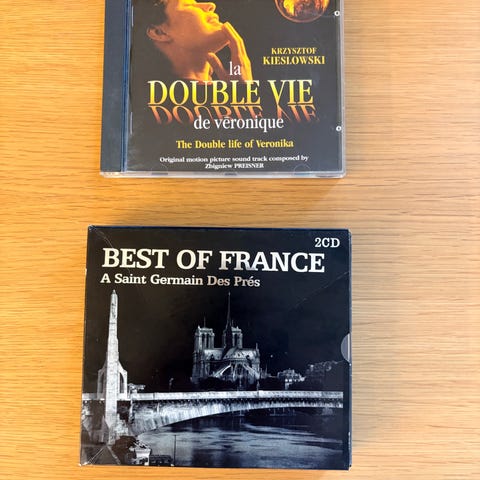 KRZYSZTOF
KIESLOWSKI
la
DOUBLE VIE
de véronique
The Double life of Veronika
Original motion picture sound track composed by
Zbigniew PREISNER
2CD
BEST OF FRANCE
A Saint Germain Des Prés